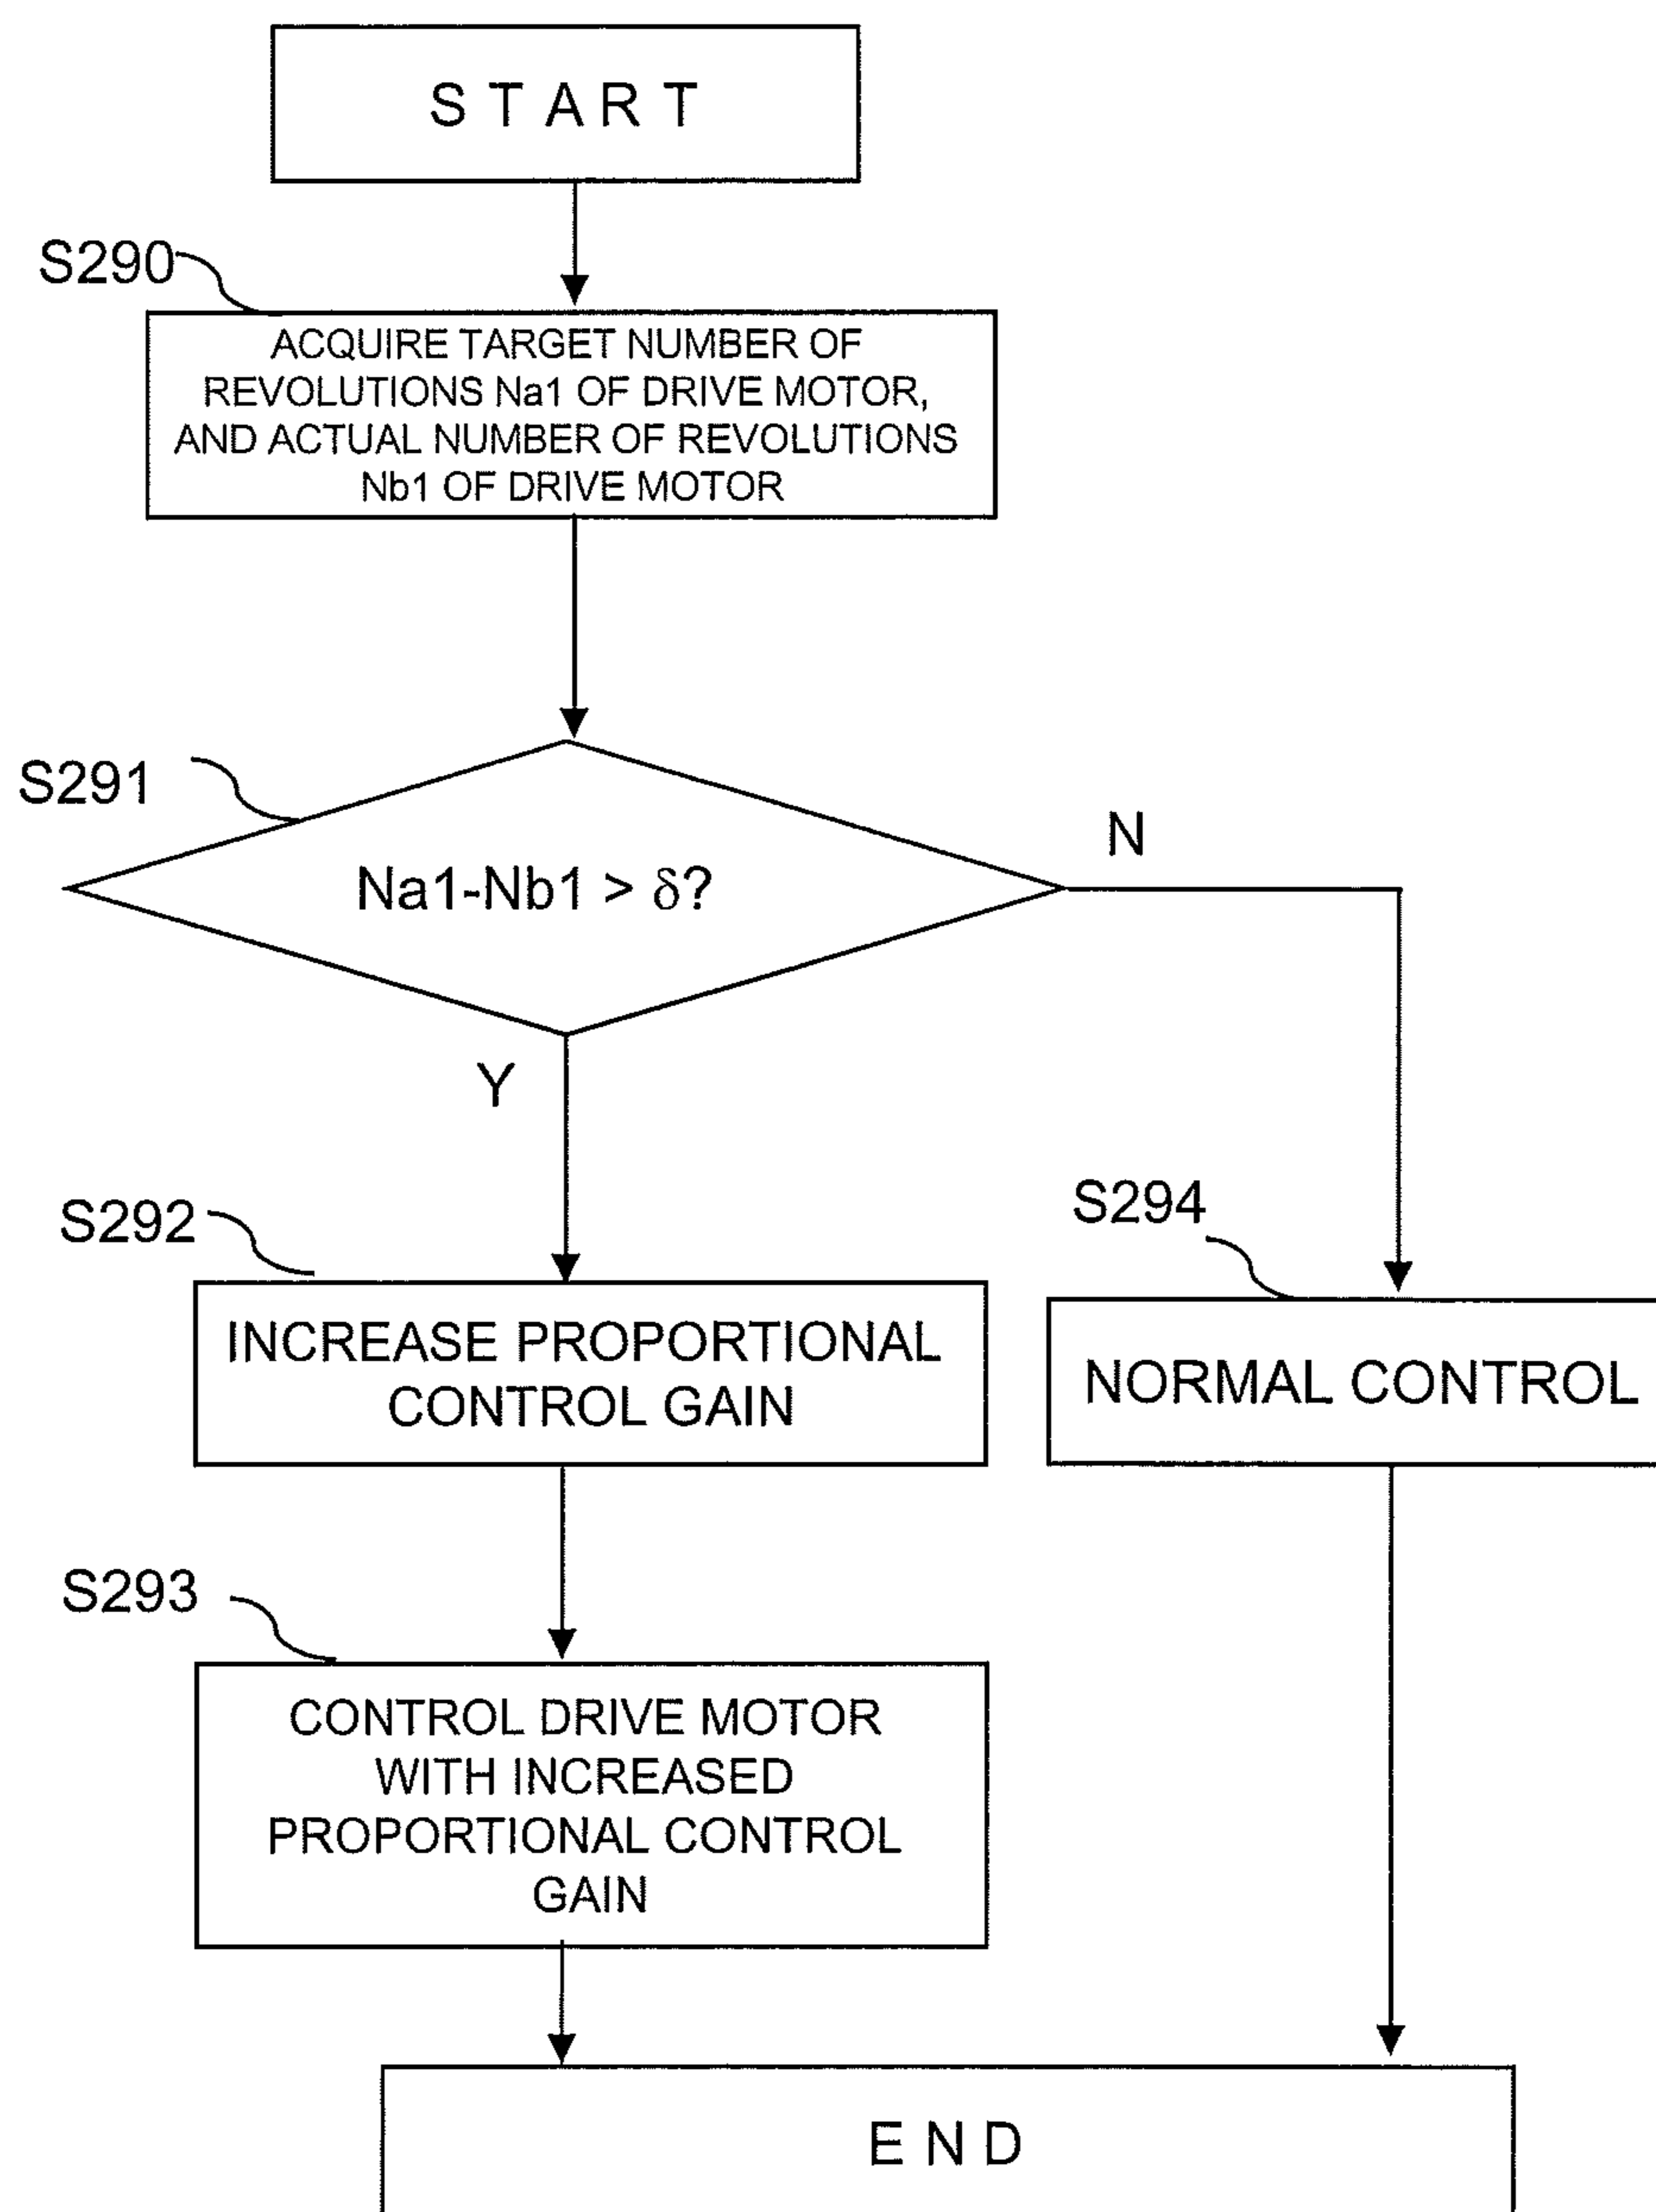 START
S290
ACQUIRE TARGET NUMBER OF
REVOLUTIONS Na1 OF DRIVE MOTOR,
AND ACTUAL NUMBER OF REVOLUTIONS
Nb1 OF DRIVE MOTOR
S291
Na1-Nb1 > δ?
N
Y
S292
INCREASE PROPORTIONAL
CONTROL GAIN
S294
NORMAL CONTROL
S293
CONTROL DRIVE MOTOR
WITH INCREASED
PROPORTIONAL CONTROL
GAIN
END